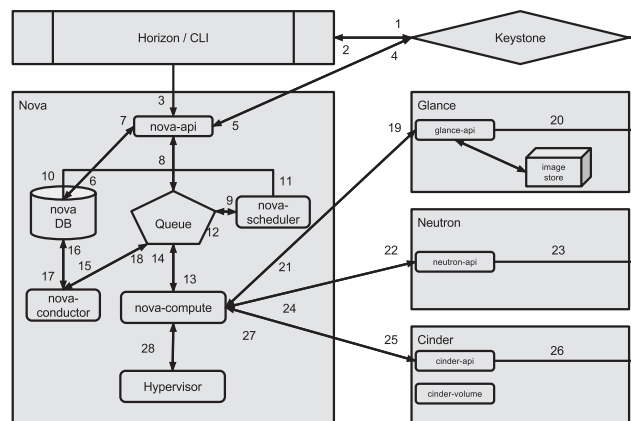 Horizon / CLI
1
2
Keystone
4
3
Nova
7
nova-api
5
Glance
19
glance-api
20
image
store
8
10
6
11
nova
DB
9
nova-
scheduler
Queue
12
Neutron
16
15
18
14
22
neutron-api
23
21
17
13
nova-
conductor
nova-compute
24
Cinder
27
25
cinder-api
26
28
Hypervisor
cinder-volume